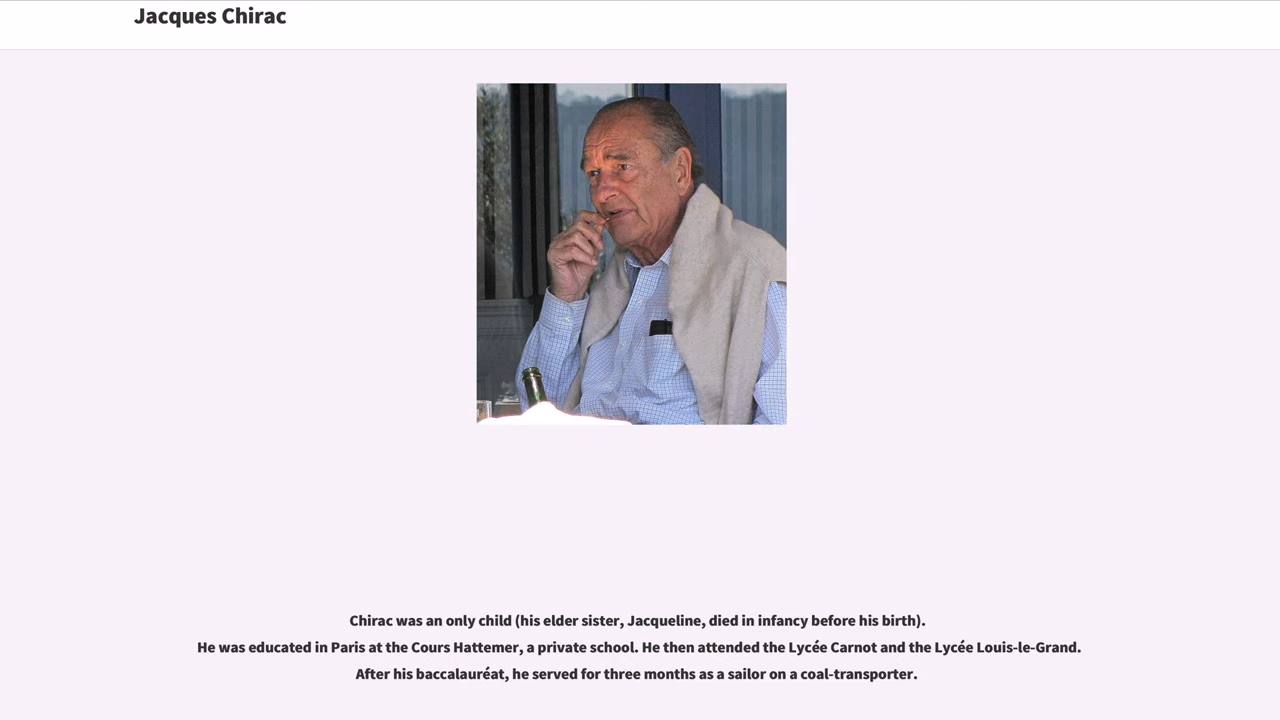 Jacques Chirac
Chirac was an only child (his elder sister, Jacqueline, died in infancy before his birth).
He was educated in Paris at the Cours Hattemer, a private school. He then attended the Lycée Carnot and the Lycée Louis-le-Grand.
After his baccalauréat, he served for three months as a sailor on a coal-transporter.